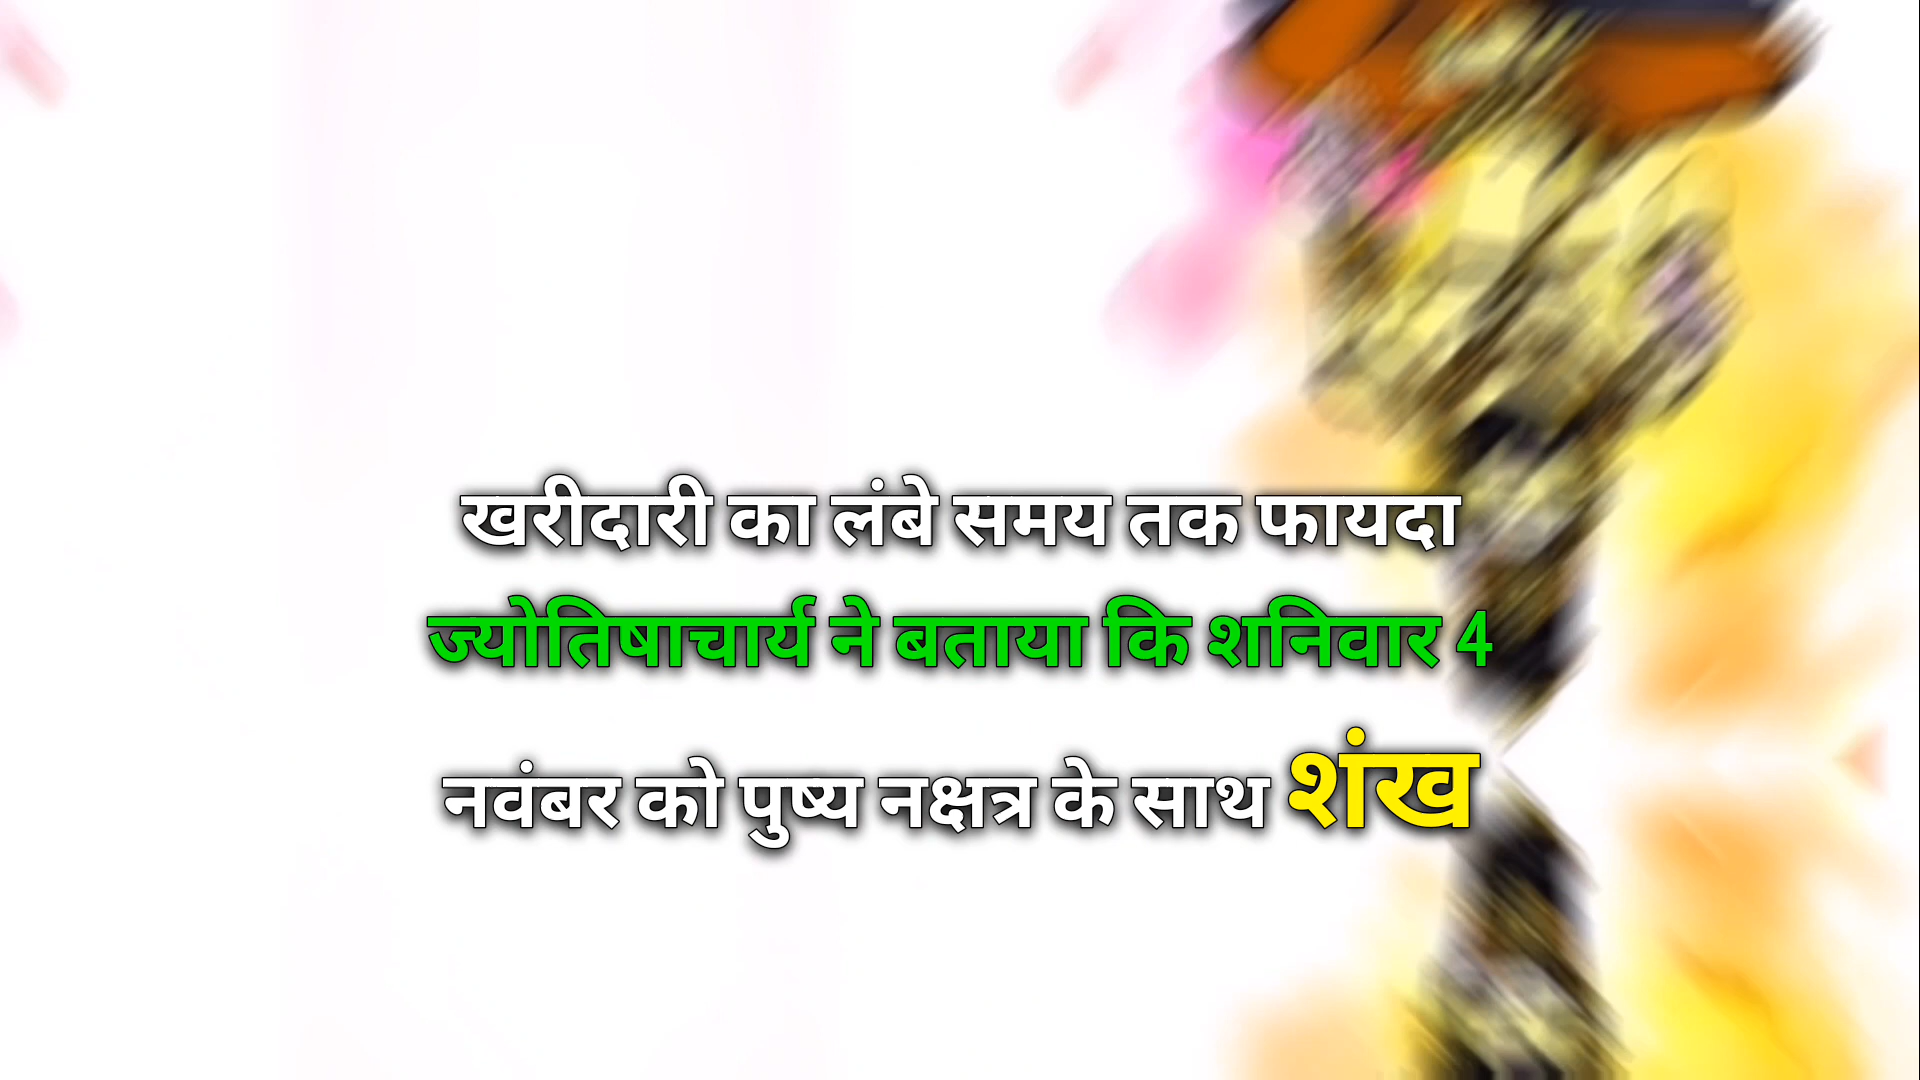 खरीदारी का लंबे समय तक फायदा
ज्योतिषाचार्य ने बताया कि शनिवार 4
नवंबर को पुष्य नक्षत्र के साथ शंख